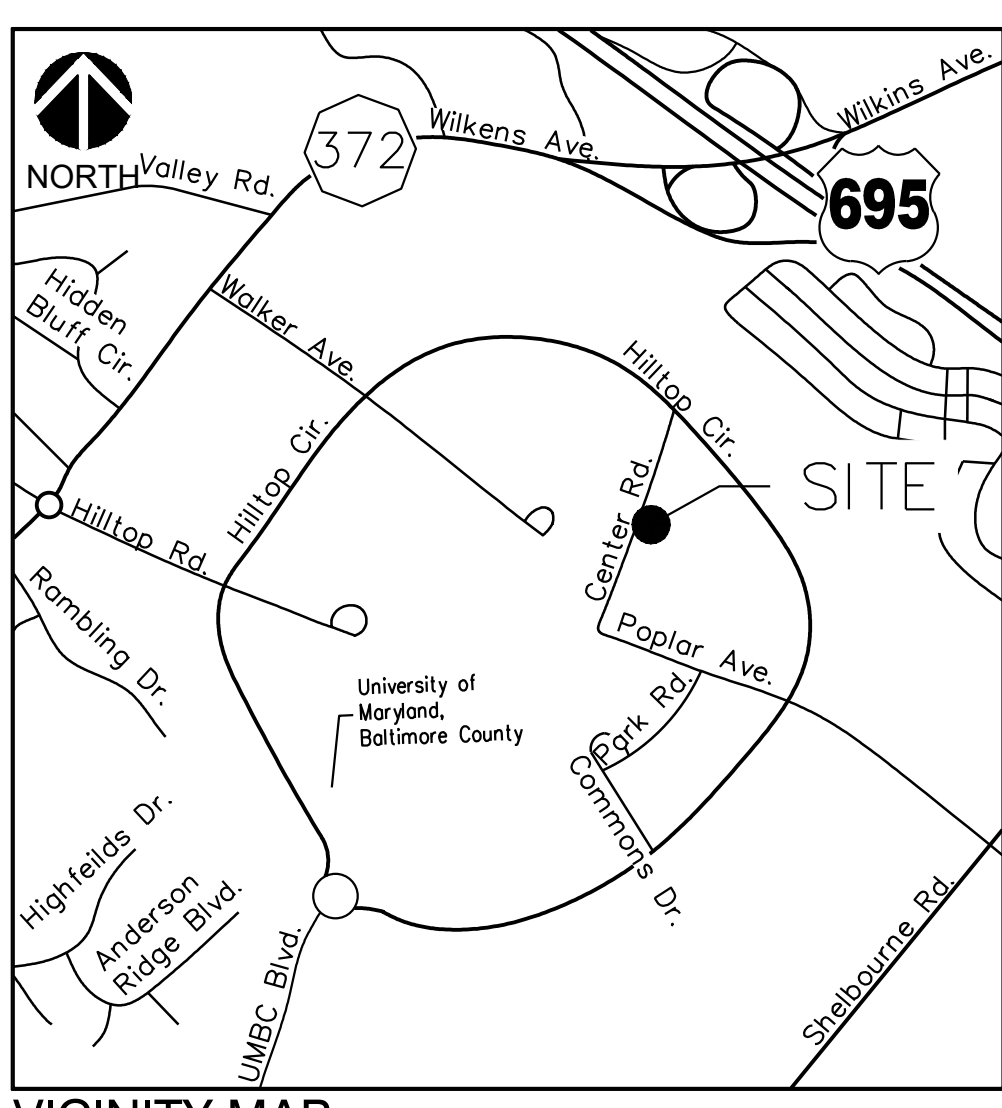 Wilkins Ave.
Wilkens Ave.
372
NORTH
Valley Rd.
695
Hidden
Bluff Cir.
Walker Ave.
Hilltop Cir.
Hilltop Cir.
SITE
Center Rd.
Hilltop Rd.
Rambling Dr.
Poplar Ave.
University of
Maryland,
Baltimore County
Park Rd.
Commons Dr.
Highfeilds Dr.
Anderson
Ridge Blvd.
UMBC Blvd.
Shelbourne Rd.
VICINITY MAP